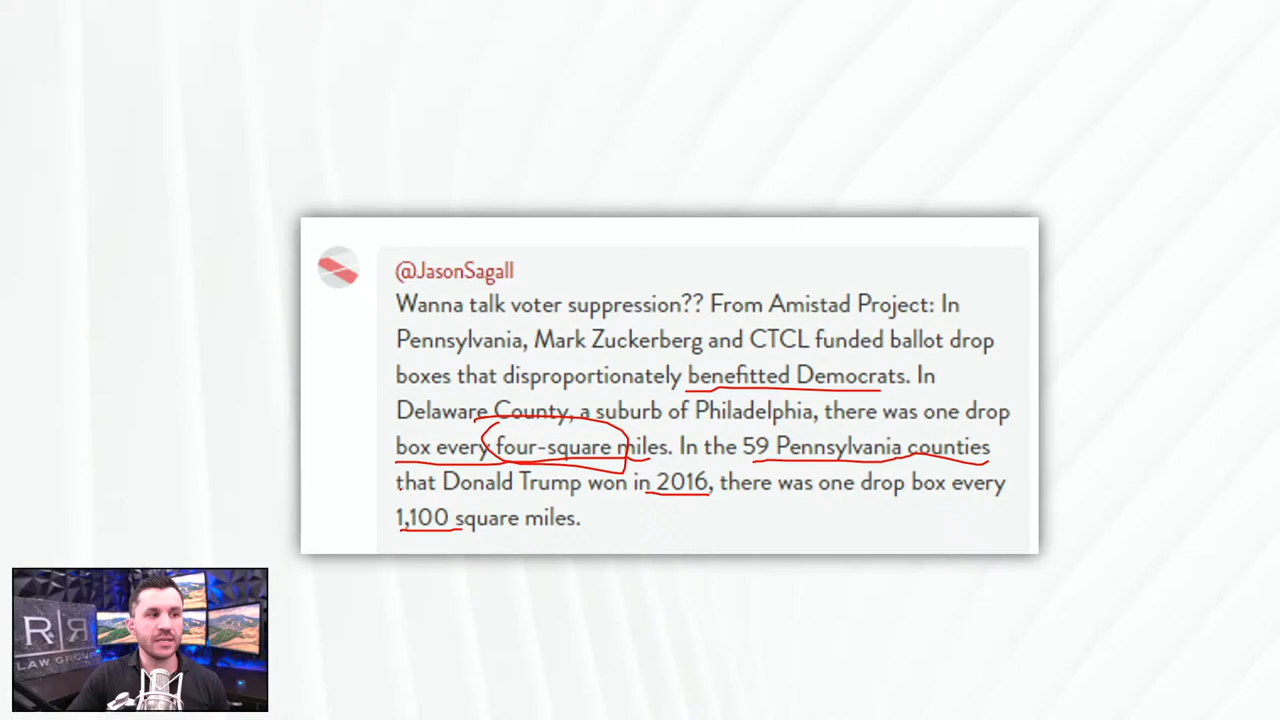 @JasonSagall
Wanna talk voter suppression?? From Amistad Project: In
Pennsylvania, Mark Zuckerberg and CTCL funded ballot drop
boxes that disproportionately benefitted Democrats. In
Delaware County, a suburb of Philadelphia, there was one drop
box every four-square miles. In the 59 Pennsylvania counties
that Donald Trump won in 2016, there was one drop box every
1,100 square miles.
R|R
LAW GROUP